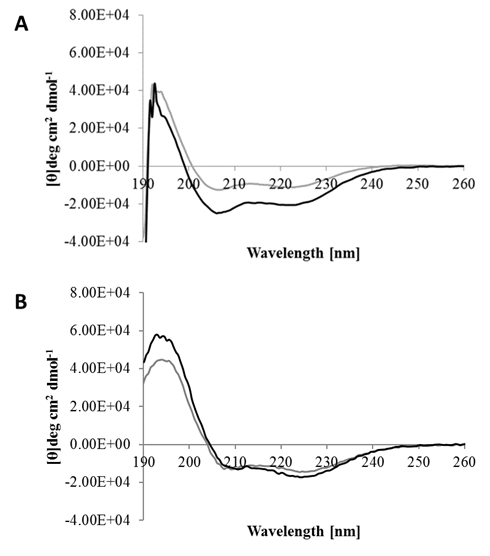 A
8.00E+04
6.00E+04
4.00E+04
2.00E+04
0.00E+00
-2.00E+04
-4.00E+04
[θ]deg cm² dmol⁻¹
190 200 210 220 230 240 250 260
Wavelength [nm]
B
8.00E+04
6.00E+04
4.00E+04
2.00E+04
0.00E+00
-2.00E+04
-4.00E+04
[θ]deg cm² dmol⁻¹
190 200 210 220 230 240 250 260
Wavelength [nm]